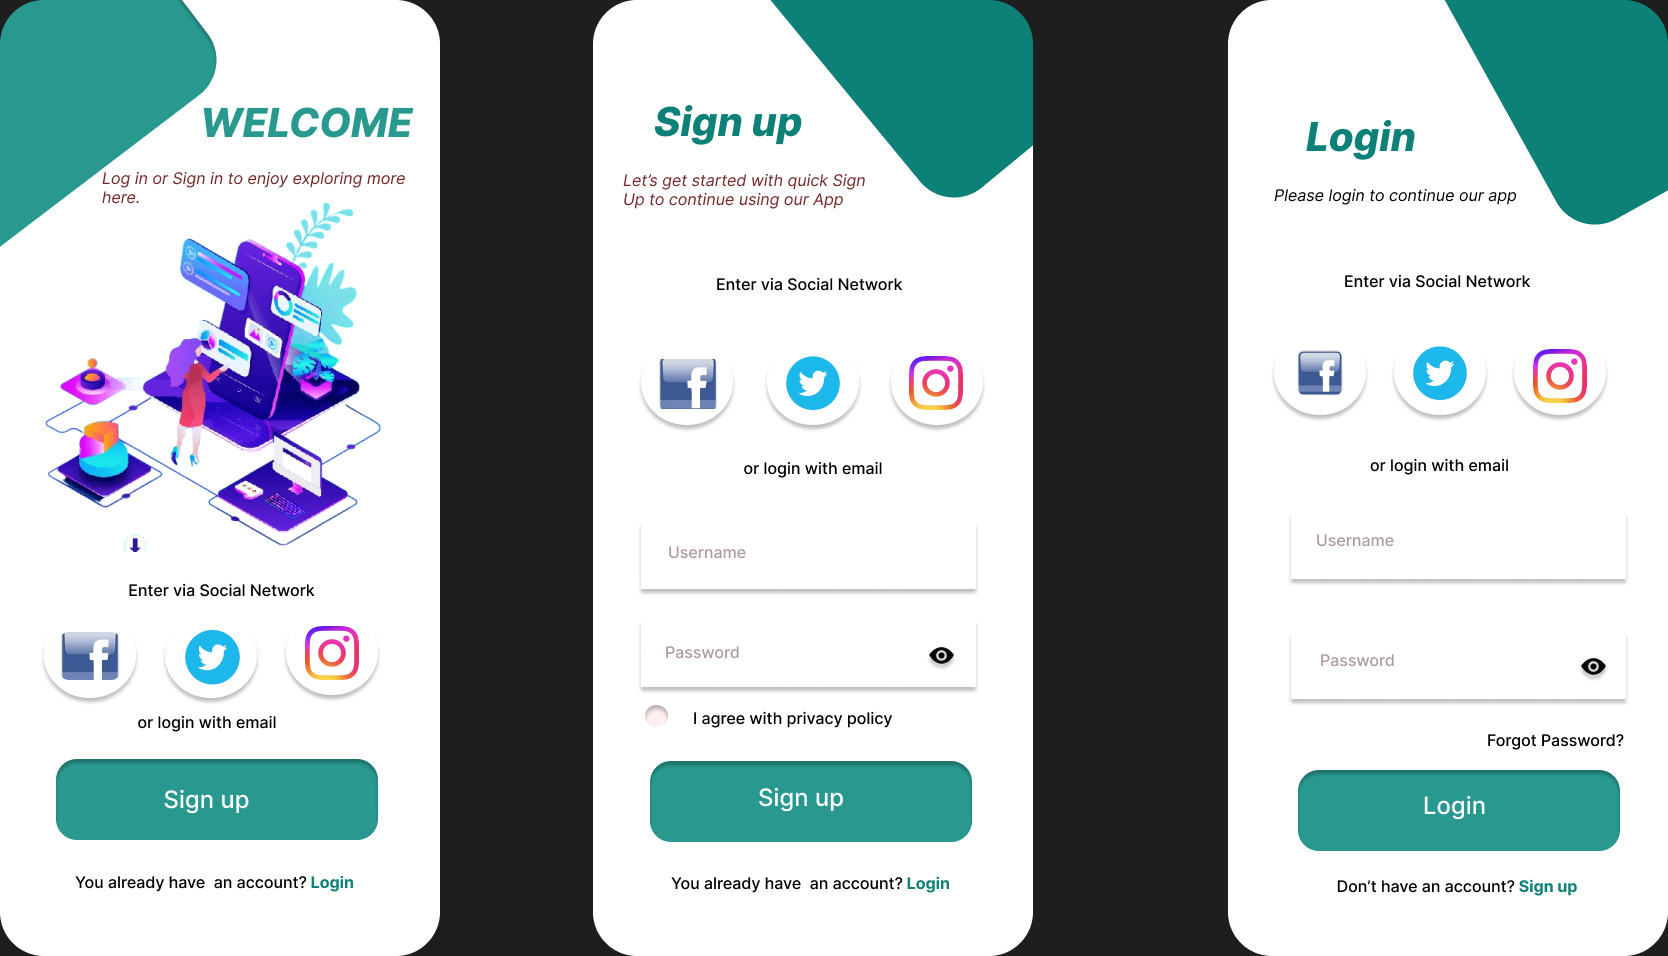 WELCOME
Log in or Sign in to enjoy exploring more
here.
Enter via Social Network
or login with email
Sign up
You already have  an account? Login
Sign up
Let’s get started with quick Sign
Up to continue using our App
Enter via Social Network
or login with email
Username
Password
I agree with privacy policy
Sign up
You already have  an account? Login
Login
Please login to continue our app
Enter via Social Network
or login with email
Username
Password
Forgot Password?
Login
Don’t have an account? Sign up